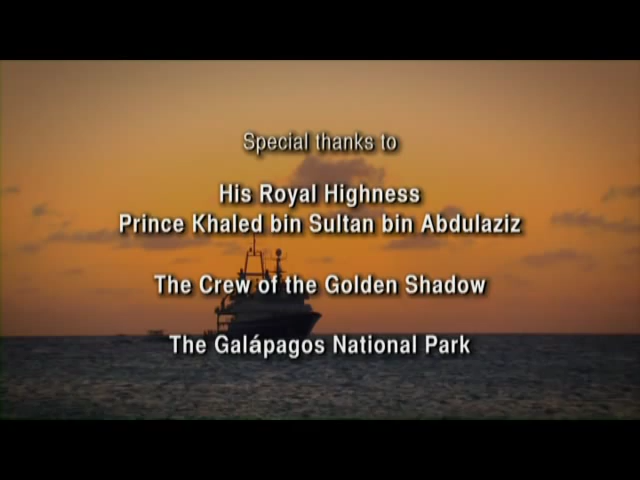 Special thanks to
His Royal Highness
Prince Khaled bin Sultan bin Abdulaziz
The Crew of the Golden Shadow
The Galápagos National Park